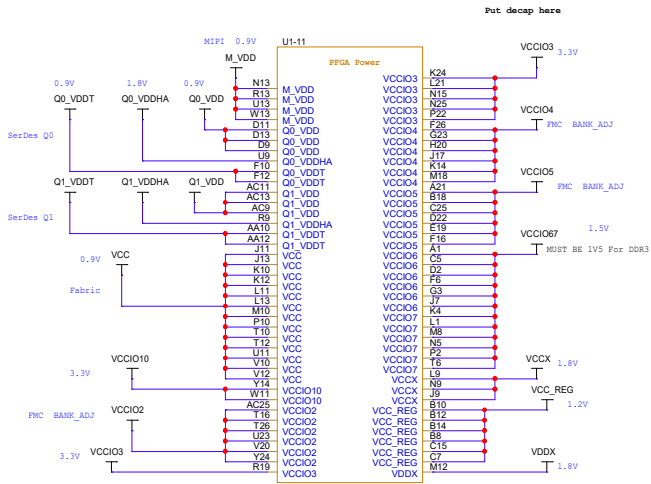 Put decap here
U1-11
PFGA Power
MIPI 0.9V
M_VDD
0.9V
1.8V
0.9V
Q0_VDDT
Q0_VDDHA
Q0_VDD
SerDes Q0
Q1_VDDT
Q1_VDDHA
Q1_VDD
SerDes Q1
0.9V
VCC
Fabric
3.3V
VCCIO10
FMC BANK_ADJ
VCCIO2
3.3V
VCCIO3
N13 M_VDD
R13 M_VDD
U13 M_VDD
W13 M_VDD
D11 Q0_VDD
D13 Q0_VDD
D9 Q0_VDD
U9 Q0_VDDHA
F10 Q0_VDDT
F12 Q0_VDDT
AC11 Q1_VDD
AC13 Q1_VDD
AC9 Q1_VDD
R9 Q1_VDDHA
AA10 Q1_VDDT
AA12 Q1_VDDT
J11 VCC
J13 VCC
K10 VCC
K12 VCC
L11 VCC
L13 VCC
M10 VCC
P10 VCC
T10 VCC
T12 VCC
U11 VCC
V10 VCC
V12 VCC
Y14 VCCIO10
W11 VCCIO10
AC25 VCCIO2
T16 VCCIO2
T26 VCCIO2
U23 VCCIO2
V20 VCCIO2
Y24 VCCIO2
R19 VCCIO3
VCCIO3 K24
VCCIO3 L21
VCCIO3 N15
VCCIO3 N25
VCCIO3 P22
VCCIO4 F26
VCCIO4 G23
VCCIO4 H20
VCCIO4 J17
VCCIO4 K14
VCCIO4 M18
VCCIO5 A21
VCCIO5 B18
VCCIO5 C25
VCCIO5 D22
VCCIO5 E19
VCCIO5 F16
VCCIO6 A1
VCCIO6 C5
VCCIO6 D2
VCCIO6 F6
VCCIO6 G3
VCCIO6 J7
VCCIO7 K4
VCCIO7 L1
VCCIO7 M8
VCCIO7 N5
VCCIO7 P2
VCCIO7 T6
VCCX L9
VCCX N9
VCCX J9
VCC_REG B10
VCC_REG B12
VCC_REG B14
VCC_REG B8
VCC_REG C15
VCC_REG C7
VDDX M12
VCCIO3
3.3V
VCCIO4
FMC BANK_ADJ
VCCIO5
FMC BANK_ADJ
1.5V
VCCIO67
MUST BE 1V5 For DDR3
VCCX
1.8V
VCC_REG
1.2V
VDDX
1.8V